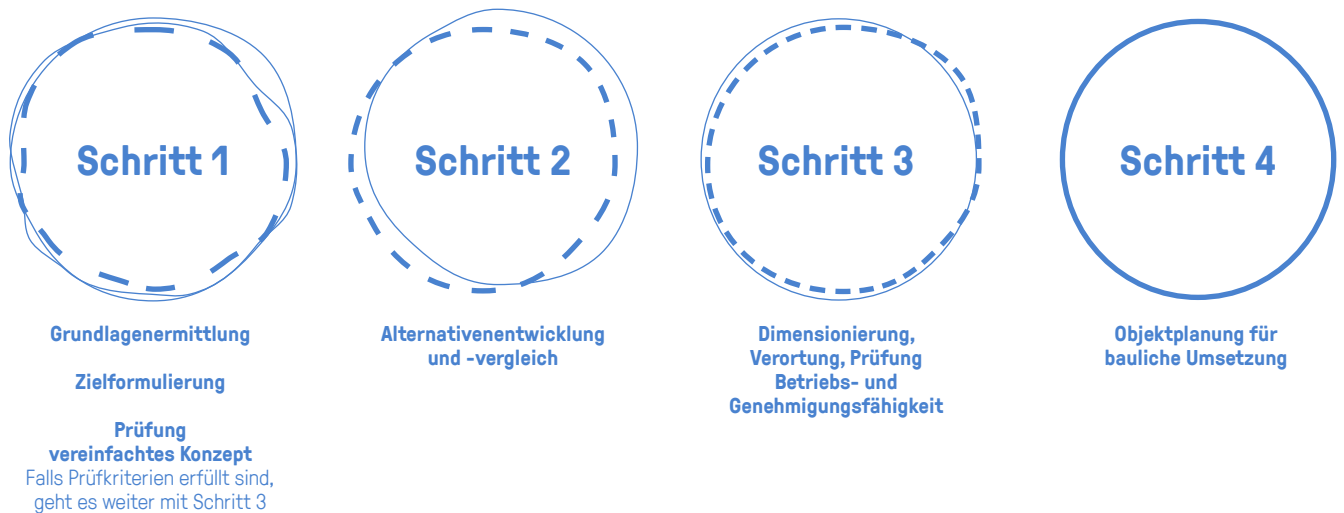 Schritt 1
Grundlagenermittlung
Zielformulierung
Prüfung
vereinfachtes Konzept
Falls Prüfkriterien erfüllt sind,
geht es weiter mit Schritt 3
Schritt 2
Alternativenentwicklung
und -vergleich
Schritt 3
Dimensionierung,
Verortung, Prüfung
Betriebs- und
Genehmigungsfähigkeit
Schritt 4
Objektplanung für
bauliche Umsetzung